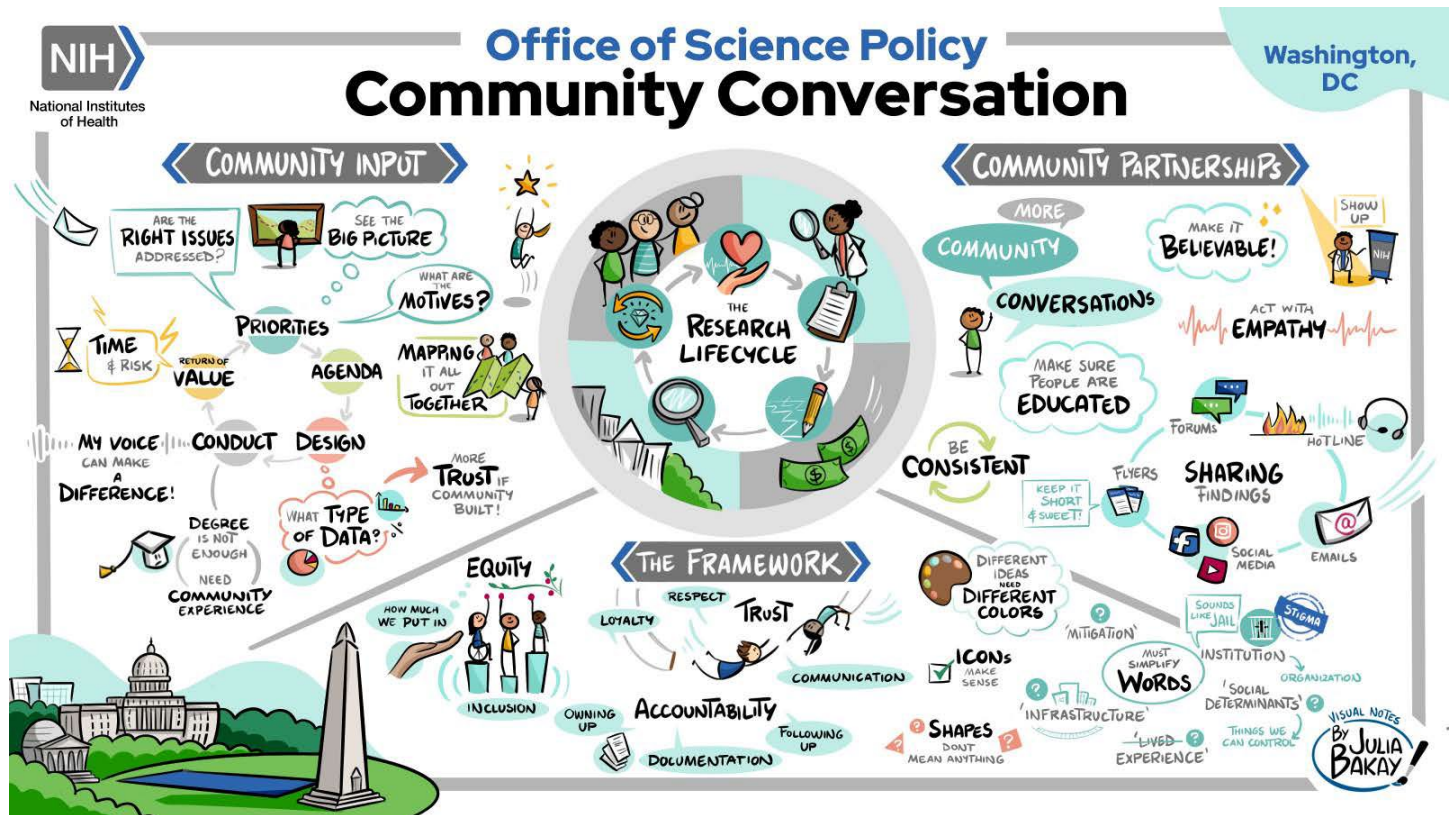 NIH
National Institutes
of Health
Office of Science Policy
Community Conversation
Washington,
DC
COMMUNITY INPUT
ARE THE
RIGHT ISSUES
ADDRESSED?
SEE THE
BIG PICTURE
WHAT ARE
THE
MOTIVES?
PRIORITIES
TIME
& RISK
RETURN OF
VALUE
AGENDA
MAPPING
IT ALL
OUT
TOGETHER
MY VOICE
CAN MAKE
A
DIFFERENCE!
CONDUCT
DESIGN
MORE
TRUST IF
COMMUNITY
BUILT!
WHAT TYPE
OF DATA?
%
DEGREE
IS NOT
ENOUGH
NEED
COMMUNITY
EXPERIENCE
THE
RESEARCH
LIFECYCLE
$
$
COMMUNITY PARTNERSHIPS
MORE
COMMUNITY
CONVERSATIONS
MAKE IT
BELIEVABLE!
SHOW
UP
NIH
ACT WITH
EMPATHY
MAKE SURE
PEOPLE ARE
EDUCATED
BE
CONSISTENT
FORUMS
HOTLINE
FLYERS
KEEP IT
SHORT
& SWEET!
SHARING
FINDINGS
f
SOCIAL
MEDIA
@
EMAILS
THE FRAMEWORK
EQUITY
HOW MUCH
WE PUT IN
INCLUSION
RESPECT
LOYALTY
TRUST
COMMUNICATION
ACCOUNTABILITY
OWNING
UP
DOCUMENTATION
FOLLOWING
UP
DIFFERENT
IDEAS
NEED
DIFFERENT
COLORS
ICONS
MAKE
SENSE
?
SHAPES
?
?
DONT
MEAN ANYTHING
?
'MITIGATION'
MUST
SIMPLIFY
WORDS
SOUNDS
LIKE JAIL
STIGMA
INSTITUTION
ORGANIZATION
?
'INFRASTRUCTURE'
'SOCIAL
DETERMINANTS'
?
THINGS WE
CAN CONTROL
'LIVED
?
EXPERIENCE'
VISUAL NOTES
BY JULIA
BAKAY